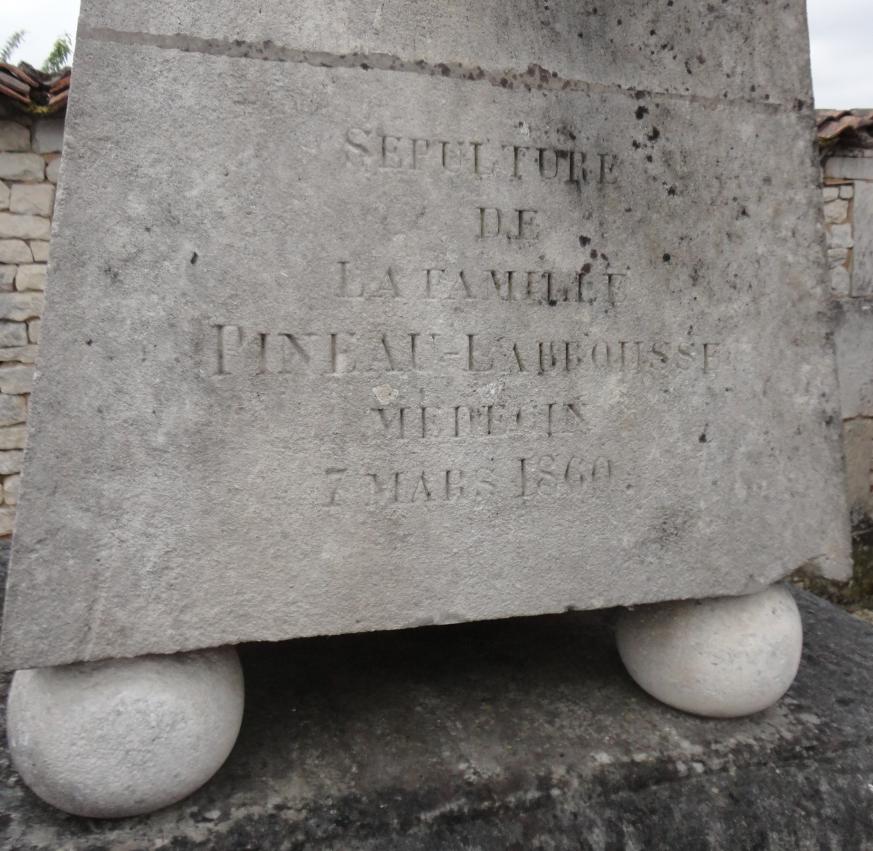 SEPULTURE
DE
LA FAMILLE
PINEAU-LABROUSSE
MEDECIN
7 MARS 1860.